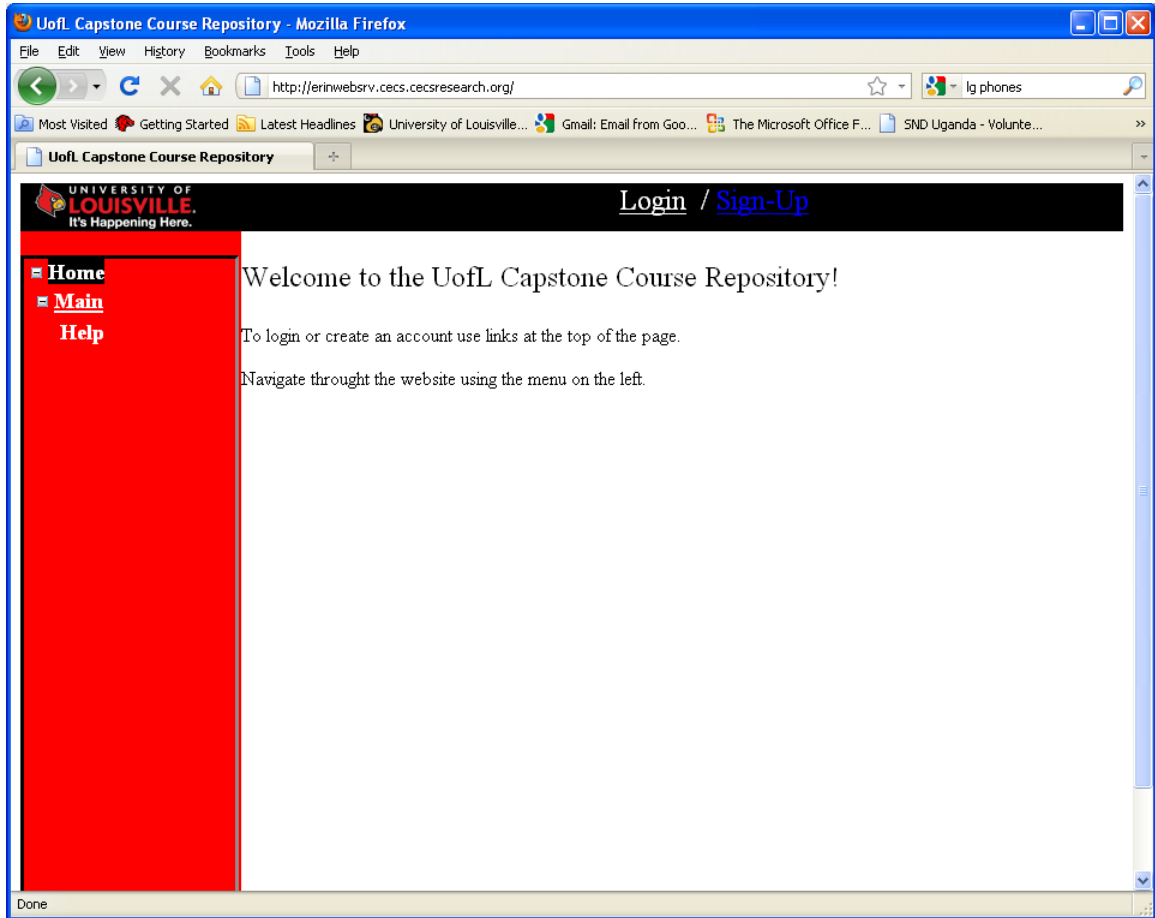 UofL Capstone Course Repository - Mozilla Firefox
File Edit View History Bookmarks Tools Help
http://erinwebsrv.cecs.cecsresearch.org/ lg phones
Most Visited Getting Started Latest Headlines University of Louisville... Gmail: Email from Goo... The Microsoft Office F... SND Uganda - Volunte... »
UofL Capstone Course Repository
UNIVERSITY OF
LOUISVILLE.
It's Happening Here.
Login / Sign-Up
Home
Main
Help
Welcome to the UofL Capstone Course Repository!
To login or create an account use links at the top of the page.
Navigate throught the website using the menu on the left.
Done